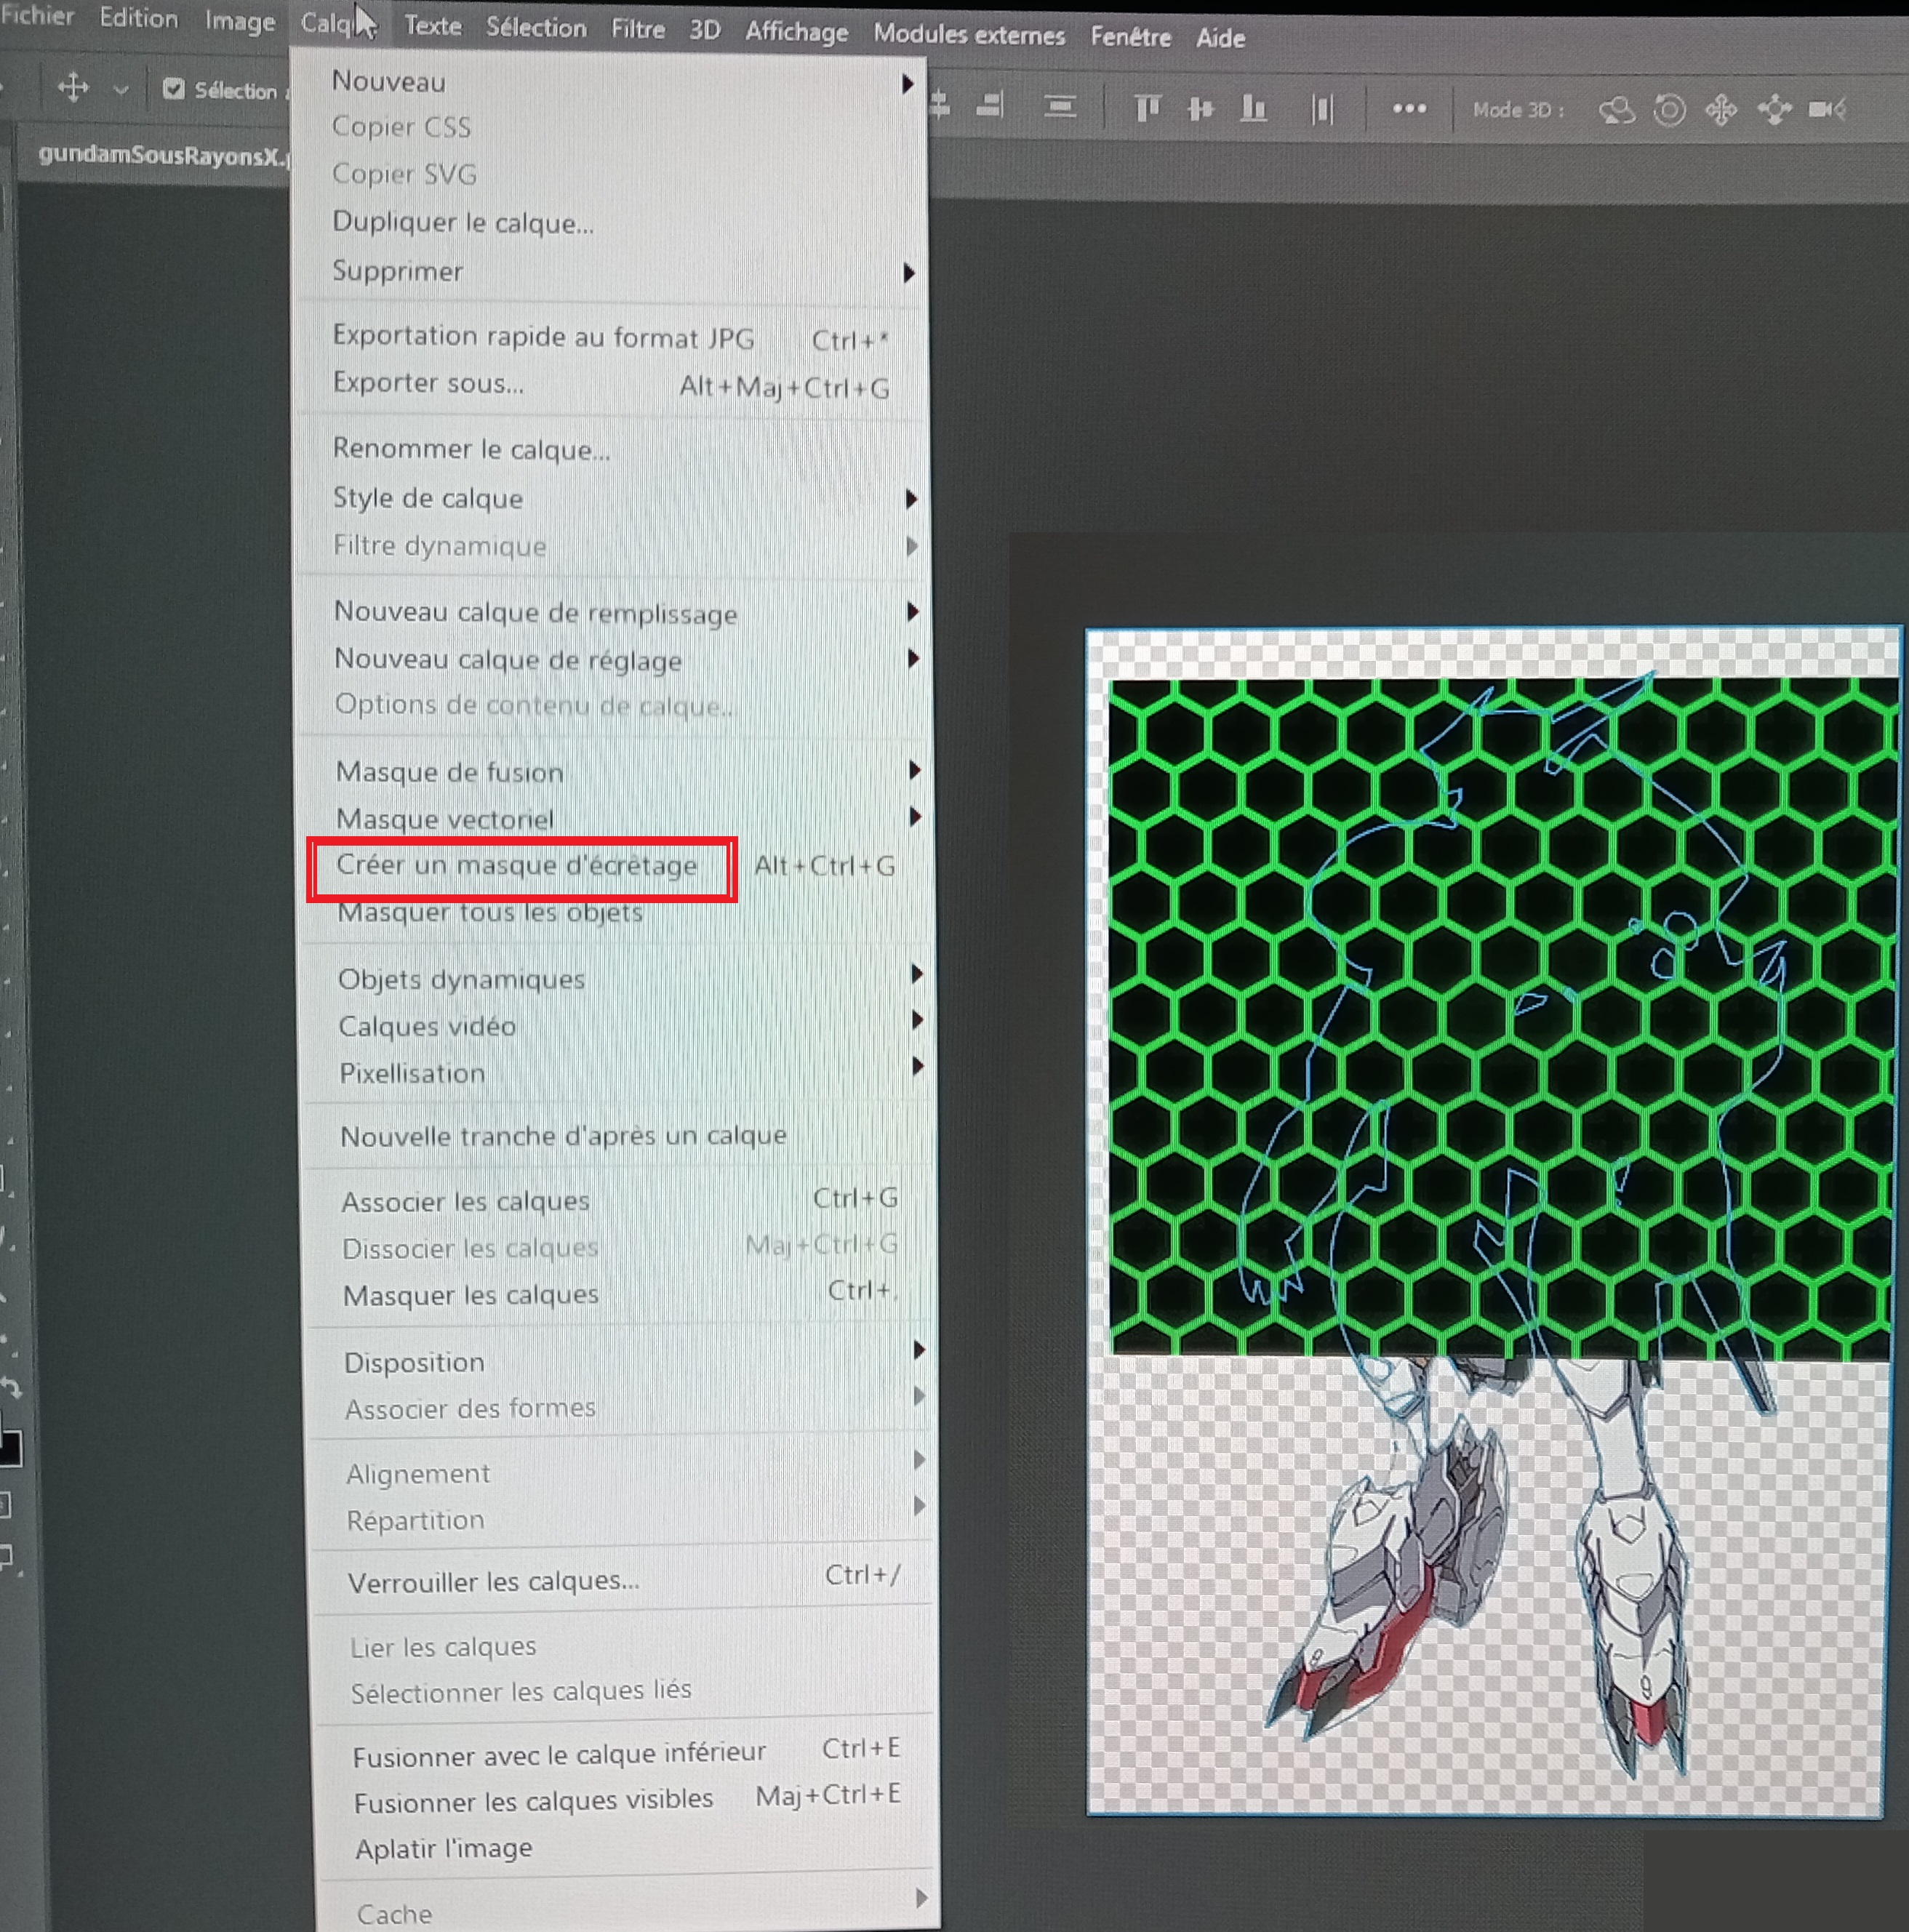 Fichier Edition Image Texte Sélection Filtre 3D Affichage Modules externes Fenêtre Aide
Sélection
Mode 3D :
gundamSousRayonsX.
Nouveau
Copier CSS
Copier SVG
Dupliquer le calque...
Supprimer
Exportation rapide au format JPG Ctrl+*
Exporter sous... Alt+Maj+Ctrl+G
Renommer le calque...
Style de calque
Filtre dynamique
Nouveau calque de remplissage
Nouveau calque de réglage
Options de contenu de calque...
Masque de fusion
Masque vectoriel
Créer un masque d'écrêtage Alt+Ctrl+G
Masquer tous les objets
Objets dynamiques
Calques vidéo
Pixellisation
Nouvelle tranche d'après un calque
Associer les calques Ctrl+G
Dissocier les calques Maj+Ctrl+G
Masquer les calques Ctrl+,
Disposition
Associer des formes
Alignement
Répartition
Verrouiller les calques... Ctrl+/
Lier les calques
Sélectionner les calques liés
Fusionner avec le calque inférieur Ctrl+E
Fusionner les calques visibles Maj+Ctrl+E
Aplatir l'image
Cache